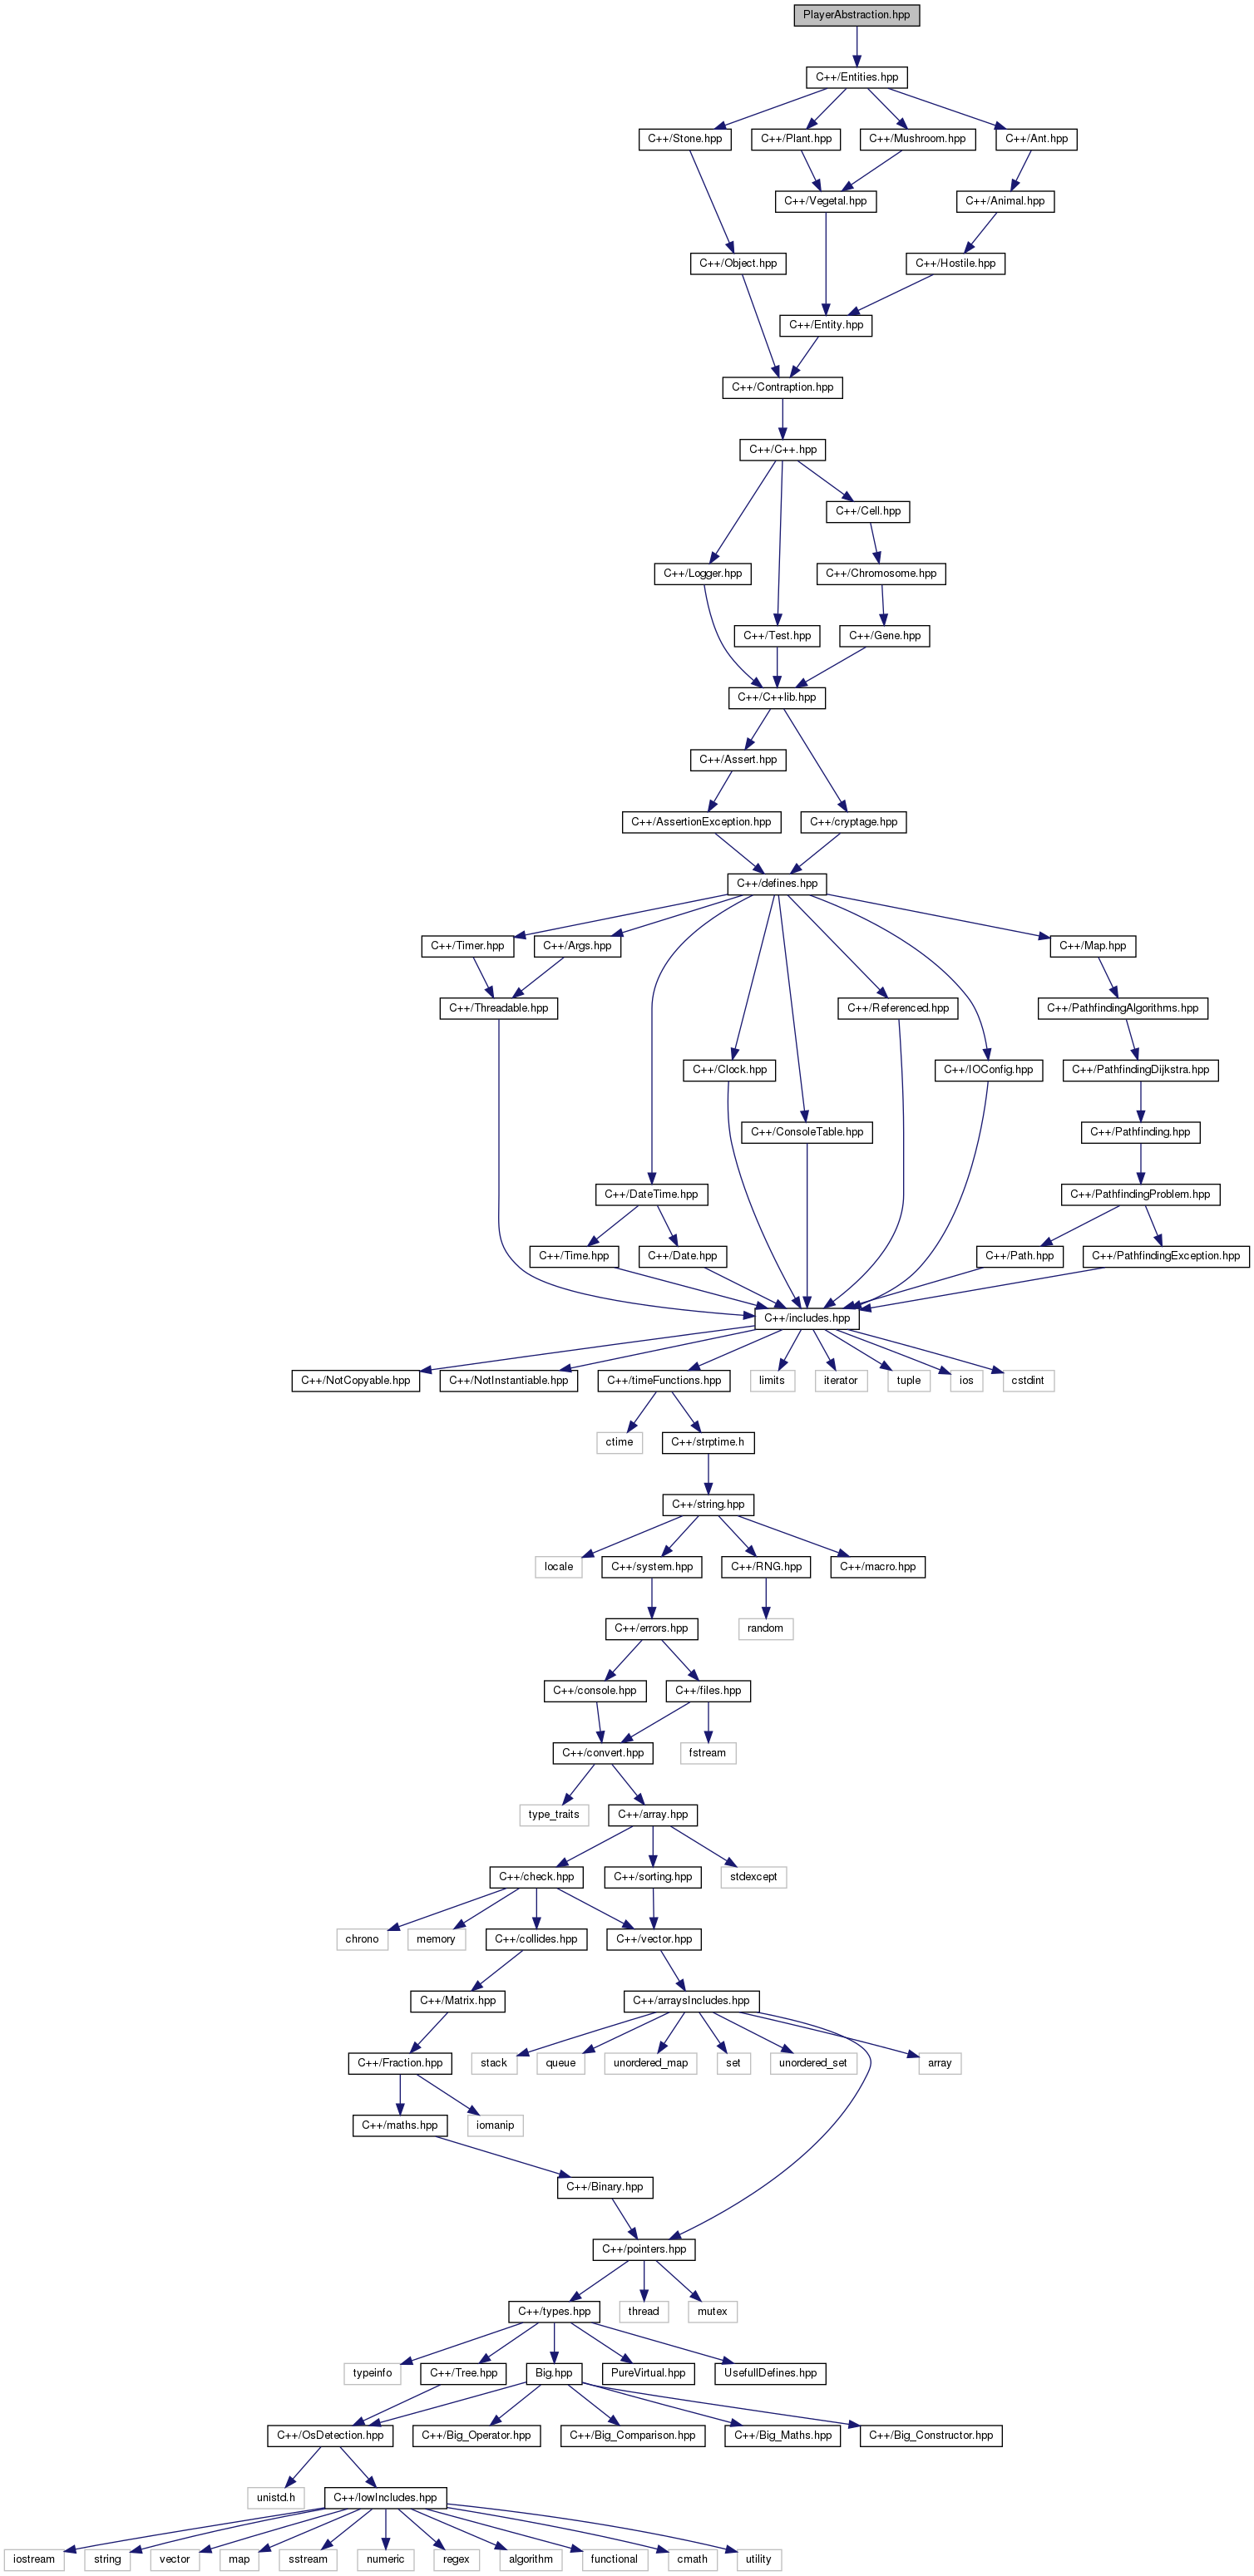 PlayerAbstraction.hpp
C++/Entities.hpp
C++/Stone.hpp
C++/Plant.hpp
C++/Mushroom.hpp
C++/Ant.hpp
C++/Vegetal.hpp
C++/Animal.hpp
C++/Object.hpp
C++/Hostile.hpp
C++/Entity.hpp
C++/Contraption.hpp
C++/C++.hpp
C++/Cell.hpp
C++/Logger.hpp
C++/Chromosome.hpp
C++/Test.hpp
C++/Gene.hpp
C++/C++lib.hpp
C++/Assert.hpp
C++/AssertionException.hpp
C++/cryptage.hpp
C++/defines.hpp
C++/Timer.hpp
C++/Args.hpp
C++/Map.hpp
C++/Threadable.hpp
C++/Referenced.hpp
C++/PathfindingAlgorithms.hpp
C++/Clock.hpp
C++/IOConfig.hpp
C++/PathfindingDijkstra.hpp
C++/ConsoleTable.hpp
C++/Pathfinding.hpp
C++/DateTime.hpp
C++/PathfindingProblem.hpp
C++/Time.hpp
C++/Date.hpp
C++/Path.hpp
C++/PathfindingException.hpp
C++/includes.hpp
C++/NotCopyable.hpp
C++/NotInstantiable.hpp
C++/timeFunctions.hpp
limits
iterator
tuple
ios
cstdint
ctime
C++/strptime.h
C++/string.hpp
locale
C++/system.hpp
C++/RNG.hpp
C++/macro.hpp
C++/errors.hpp
random
C++/console.hpp
C++/files.hpp
C++/convert.hpp
fstream
type_traits
C++/array.hpp
C++/check.hpp
C++/sorting.hpp
stdexcept
chrono
memory
C++/collides.hpp
C++/vector.hpp
C++/Matrix.hpp
C++/arraysIncludes.hpp
C++/Fraction.hpp
stack
queue
unordered_map
set
unordered_set
array
C++/maths.hpp
iomanip
C++/Binary.hpp
C++/pointers.hpp
C++/types.hpp
thread
mutex
typeinfo
C++/Tree.hpp
Big.hpp
PureVirtual.hpp
UsefullDefines.hpp
C++/OsDetection.hpp
C++/Big_Operator.hpp
C++/Big_Comparison.hpp
C++/Big_Maths.hpp
C++/Big_Constructor.hpp
unistd.h
C++/lowIncludes.hpp
iostream
string
vector
map
sstream
numeric
regex
algorithm
functional
cmath
utility